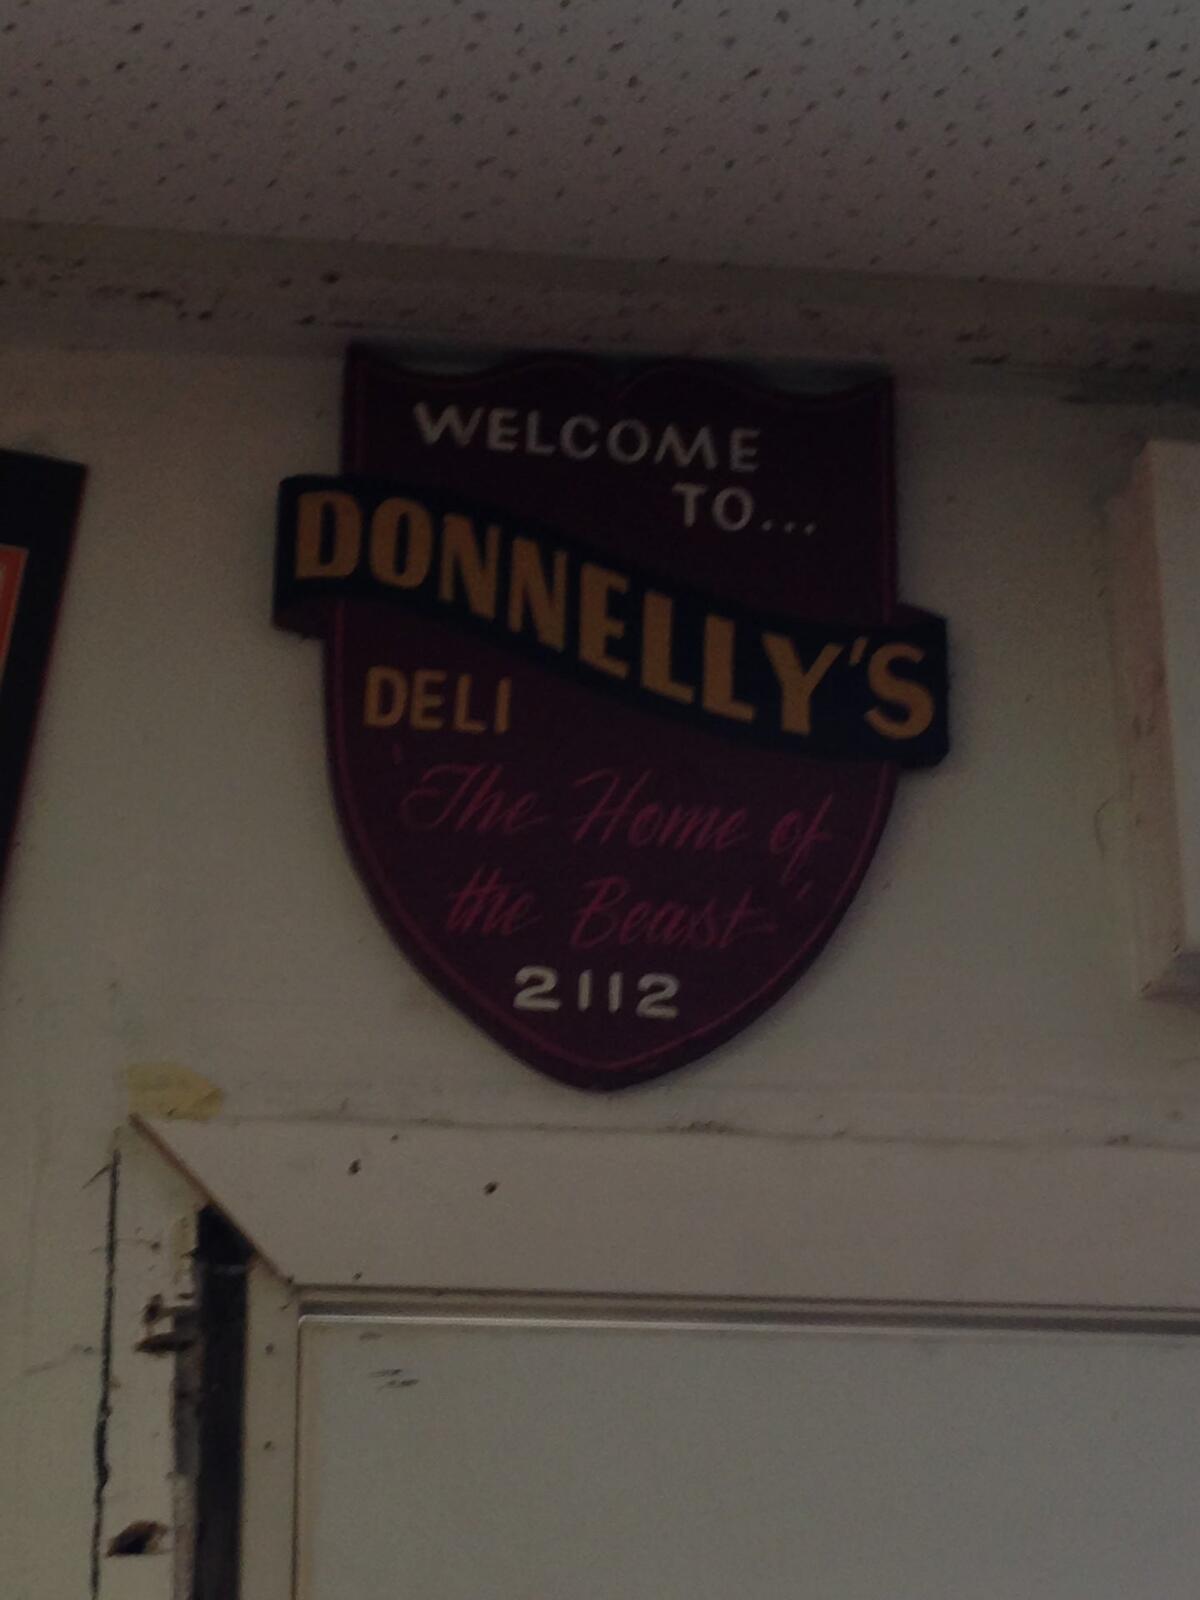 WELCOME
TO...
DONNELLY'S
DELI
"The Home of
the Beast"
2112